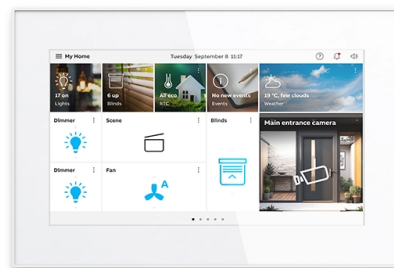 My Home
Tuesday September 8 11:17
17 on
Lights
6 up
Blinds
All eco
RTC
No new events
Events
19 °C, few clouds
Weather
Dimmer
Scene
Blinds
Main entrance camera
Dimmer
Fan
A